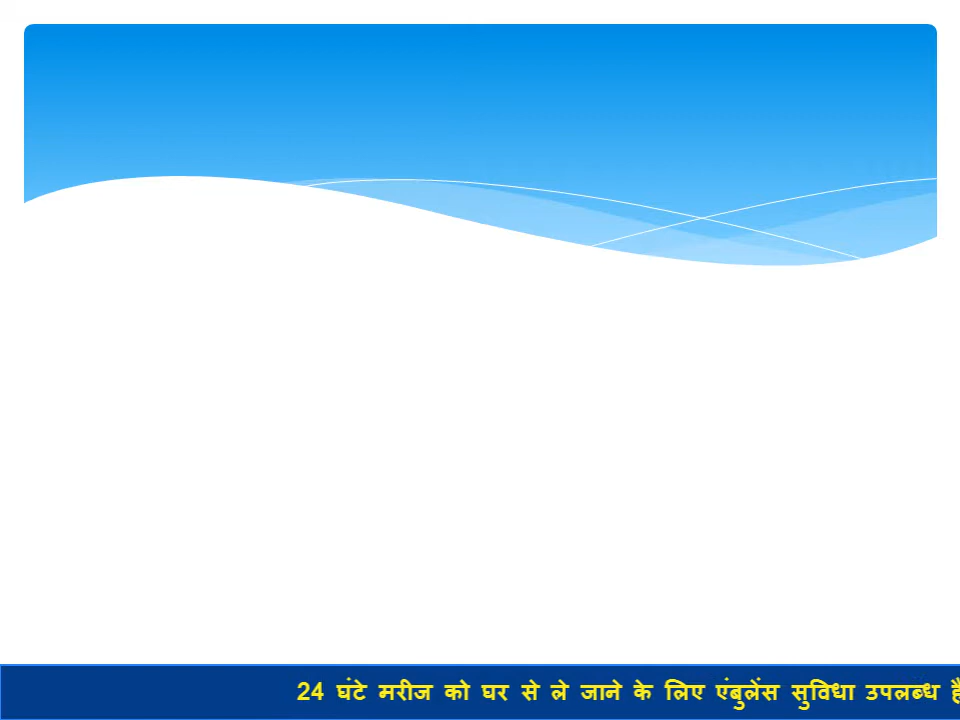 24 घंटे मरीज को घर से ले जाने के लिए एंबुलेंस सुविधा उपलब्ध है